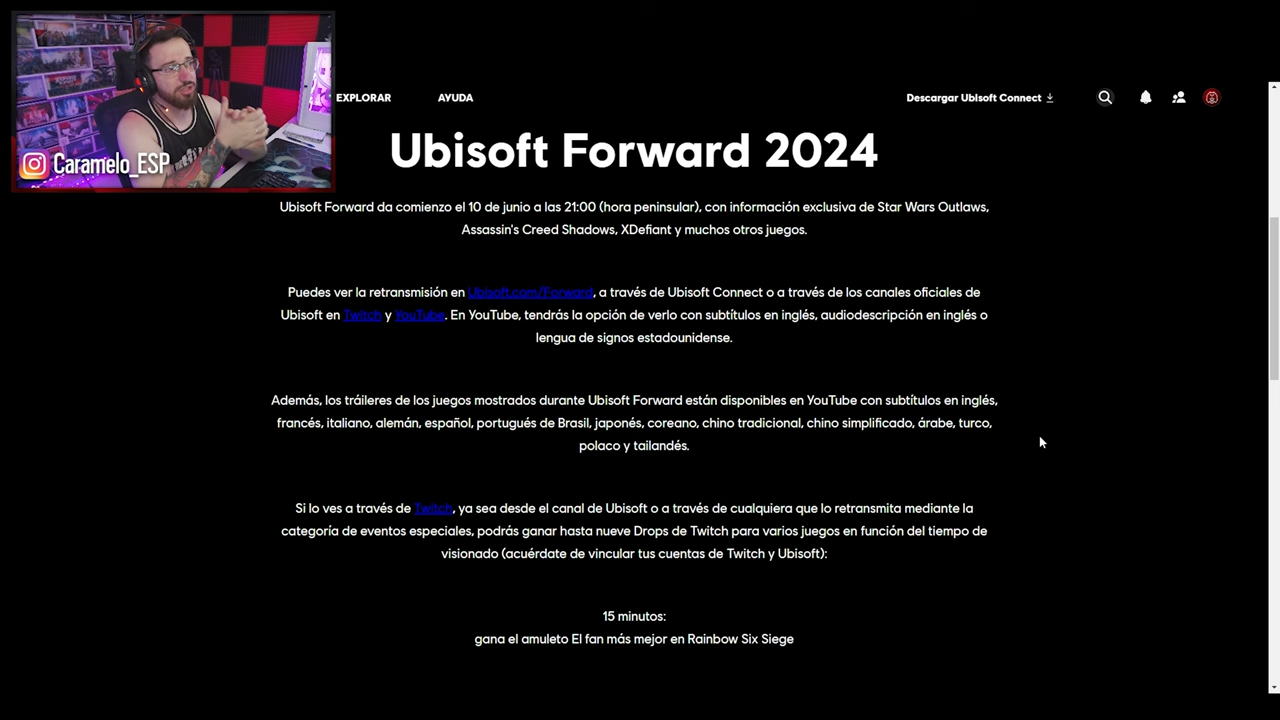 EXPLORAR
AYUDA
Descargar Ubisoft Connect
Caramelo_ESP
Ubisoft Forward 2024
Ubisoft Forward da comienzo el 10 de junio a las 21:00 (hora peninsular), con información exclusiva de Star Wars Outlaws,
Assassin's Creed Shadows, XDefiant y muchos otros juegos.
Puedes ver la retransmisión en Ubisoft.com/Forward, a través de Ubisoft Connect o a través de los canales oficiales de
Ubisoft en Twitch y YouTube. En YouTube, tendrás la opción de verlo con subtítulos en inglés, audiodescripción en inglés o
lengua de signos estadounidense.
Además, los tráileres de los juegos mostrados durante Ubisoft Forward están disponibles en YouTube con subtítulos en inglés,
francés, italiano, alemán, español, portugués de Brasil, japonés, coreano, chino tradicional, chino simplificado, árabe, turco,
polaco y tailandés.
Si lo ves a través de Twitch, ya sea desde el canal de Ubisoft o a través de cualquiera que lo retransmita mediante la
categoría de eventos especiales, podrás ganar hasta nueve Drops de Twitch para varios juegos en función del tiempo de
visionado (acuérdate de vincular tus cuentas de Twitch y Ubisoft):
15 minutos:
gana el amuleto El fan más mejor en Rainbow Six Siege